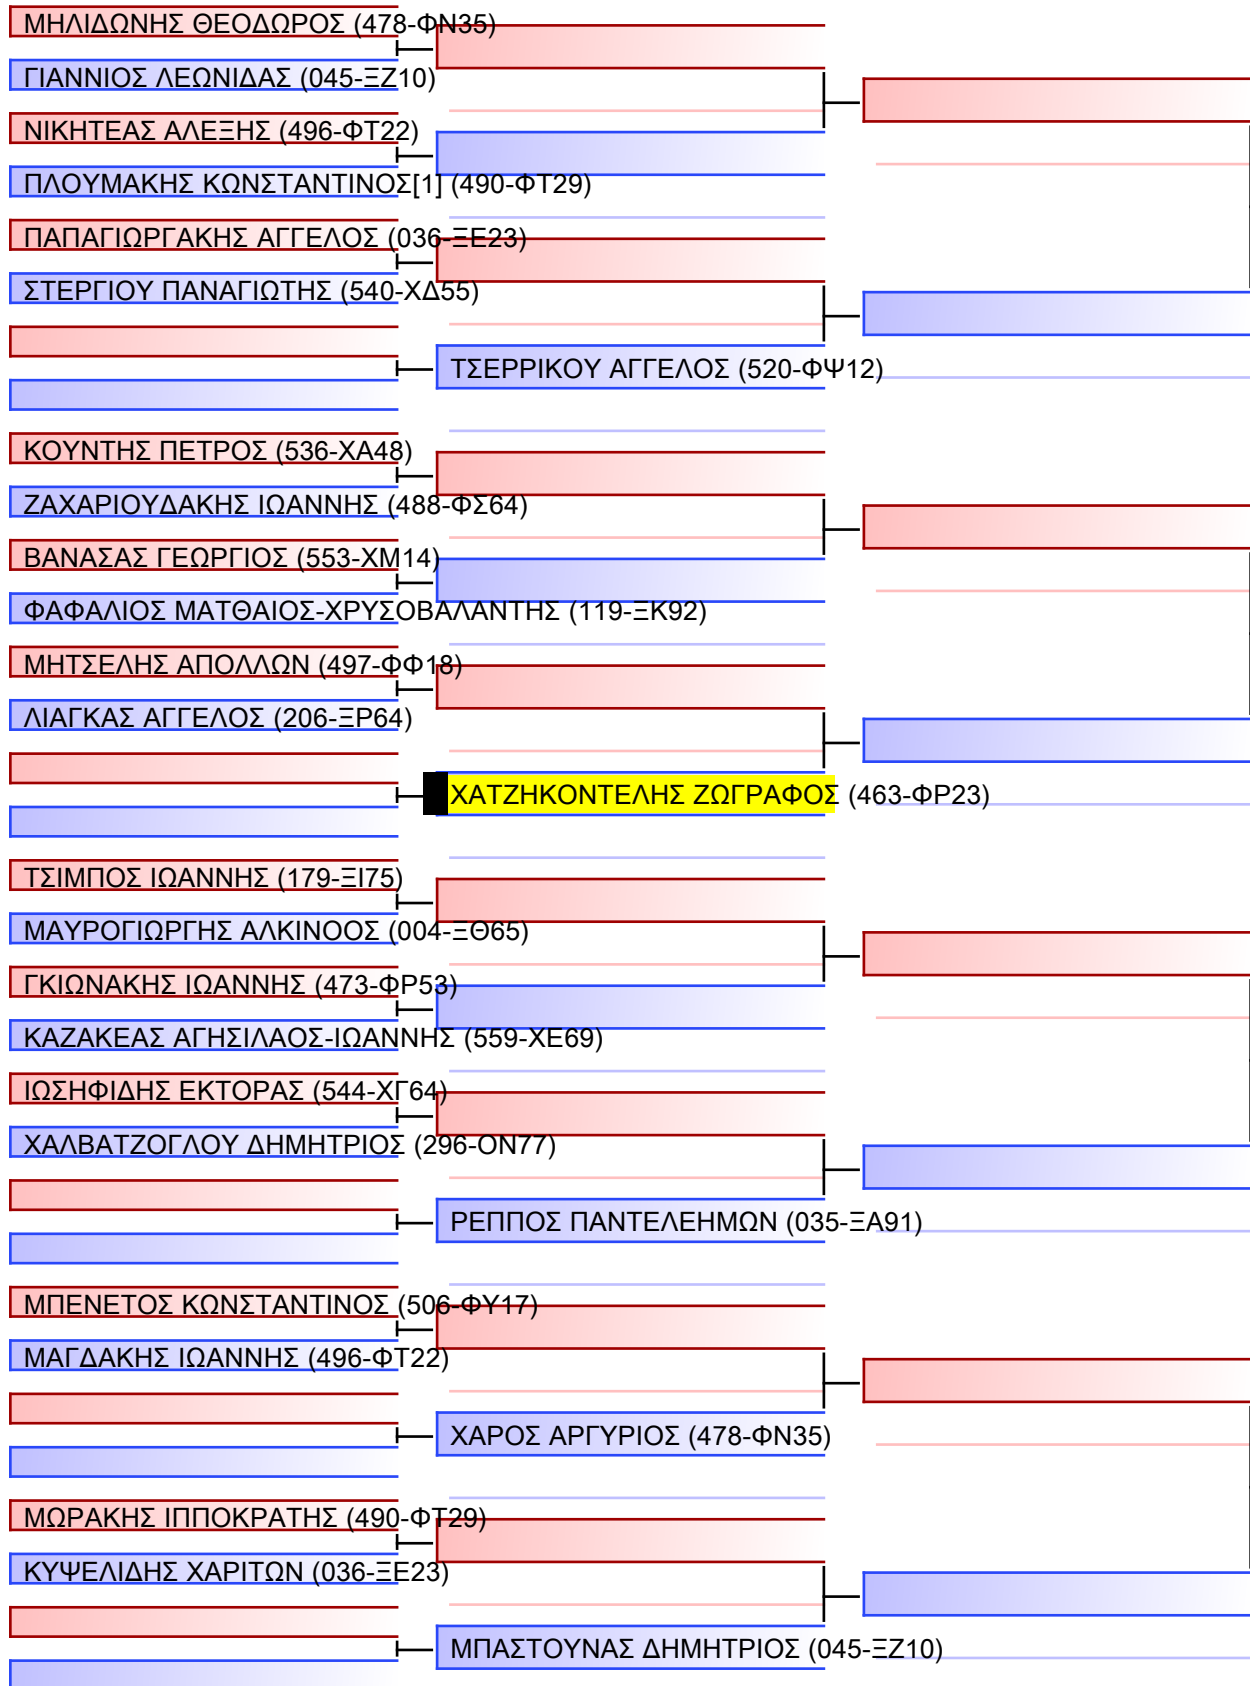 ΜΗΛΙΔΩΝΗΣ ΘΕΟΔΩΡΟΣ (478-ΦΝ35)
ΓΙΑΝΝΙΟΣ ΛΕΩΝΙΔΑΣ (045-ΞΖ10)
ΝΙΚΗΤΕΑΣ ΑΛΕΞΗΣ (496-ΦΤ22)
ΠΛΟΥΜΑΚΗΣ ΚΩΝΣΤΑΝΤΙΝΟΣ[1] (490-ΦΤ29)
ΠΑΠΑΓΙΩΡΓΑΚΗΣ ΑΓΓΕΛΟΣ (036-ΞΕ23)
ΣΤΕΡΓΙΟΥ ΠΑΝΑΓΙΩΤΗΣ (540-ΧΔ55)
ΤΣΕΡΡΙΚΟΥ ΑΓΓΕΛΟΣ (520-ΦΨ12)
ΚΟΥΝΤΗΣ ΠΕΤΡΟΣ (536-ΧΑ48)
ΖΑΧΑΡΙΟΥΔΑΚΗΣ ΙΩΑΝΝΗΣ (488-ΦΣ64)
ΒΑΝΑΣΑΣ ΓΕΩΡΓΙΟΣ (553-ΧΜ14)
ΦΑΦΑΛΙΟΣ ΜΑΤΘΑΙΟΣ-ΧΡΥΣΟΒΑΛΑΝΤΗΣ (119-ΞΚ92)
ΜΗΤΣΕΛΗΣ ΑΠΟΛΛΩΝ (497-ΦΦ18)
ΛΙΑΓΚΑΣ ΑΓΓΕΛΟΣ (206-ΞΡ64)
ΧΑΤΖΗΚΟΝΤΕΛΗΣ ΖΩΓΡΑΦΟΣ (463-ΦΡ23)
ΤΣΙΜΠΟΣ ΙΩΑΝΝΗΣ (179-ΞΙ75)
ΜΑΥΡΟΓΙΩΡΓΗΣ ΑΛΚΙΝΟΟΣ (004-ΞΘ65)
ΓΚΙΩΝΑΚΗΣ ΙΩΑΝΝΗΣ (473-ΦΡ53)
ΚΑΖΑΚΕΑΣ ΑΓΗΣΙΛΑΟΣ-ΙΩΑΝΝΗΣ (559-ΧΕ69)
ΙΩΣΗΦΙΔΗΣ ΕΚΤΟΡΑΣ (544-ΧΓ64)
ΧΑΛΒΑΤΖΟΓΛΟΥ ΔΗΜΗΤΡΙΟΣ (296-ΟΝ77)
ΡΕΠΠΟΣ ΠΑΝΤΕΛΕΗΜΩΝ (035-ΞΑ91)
ΜΠΕΝΕΤΟΣ ΚΩΝΣΤΑΝΤΙΝΟΣ (506-ΦΥ17)
ΜΑΓΔΑΚΗΣ ΙΩΑΝΝΗΣ (496-ΦΤ22)
ΧΑΡΟΣ ΑΡΓΥΡΙΟΣ (478-ΦΝ35)
ΜΩΡΑΚΗΣ ΙΠΠΟΚΡΑΤΗΣ (490-ΦΤ29)
ΚΥΨΕΛΙΔΗΣ ΧΑΡΙΤΩΝ (036-ΞΕ23)
ΜΠΑΣΤΟΥΝΑΣ ΔΗΜΗΤΡΙΟΣ (045-ΞΖ10)